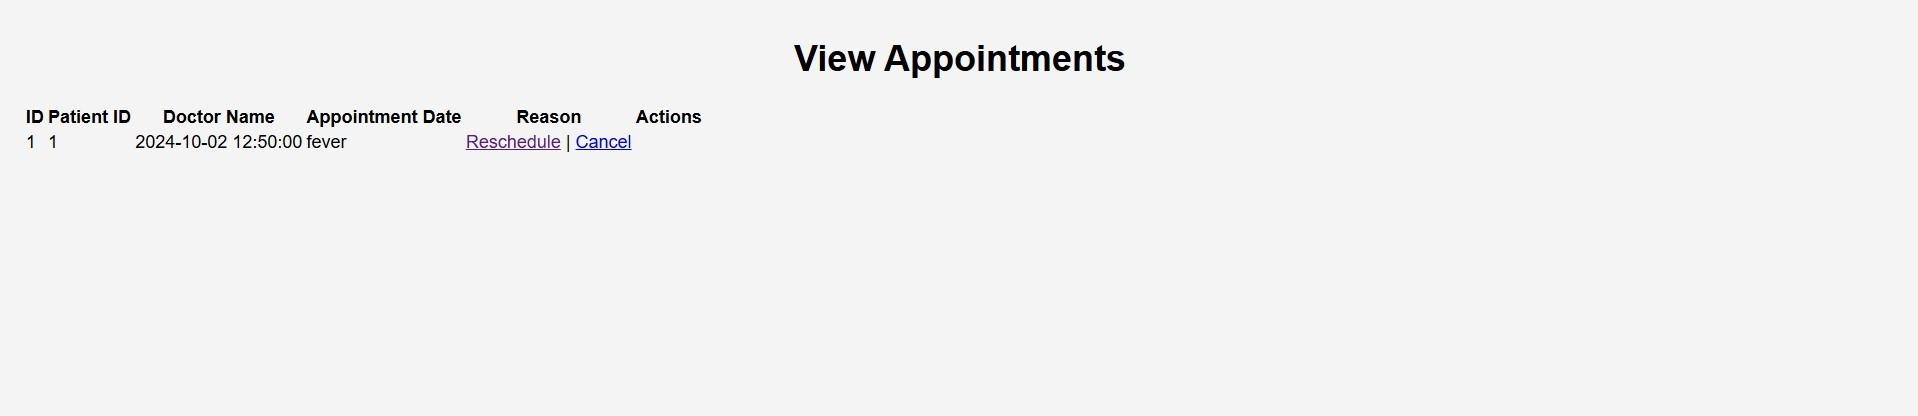 View Appointments
ID Patient ID Doctor Name Appointment Date Reason Actions
1 1 2024-10-02 12:50:00 fever Reschedule | Cancel